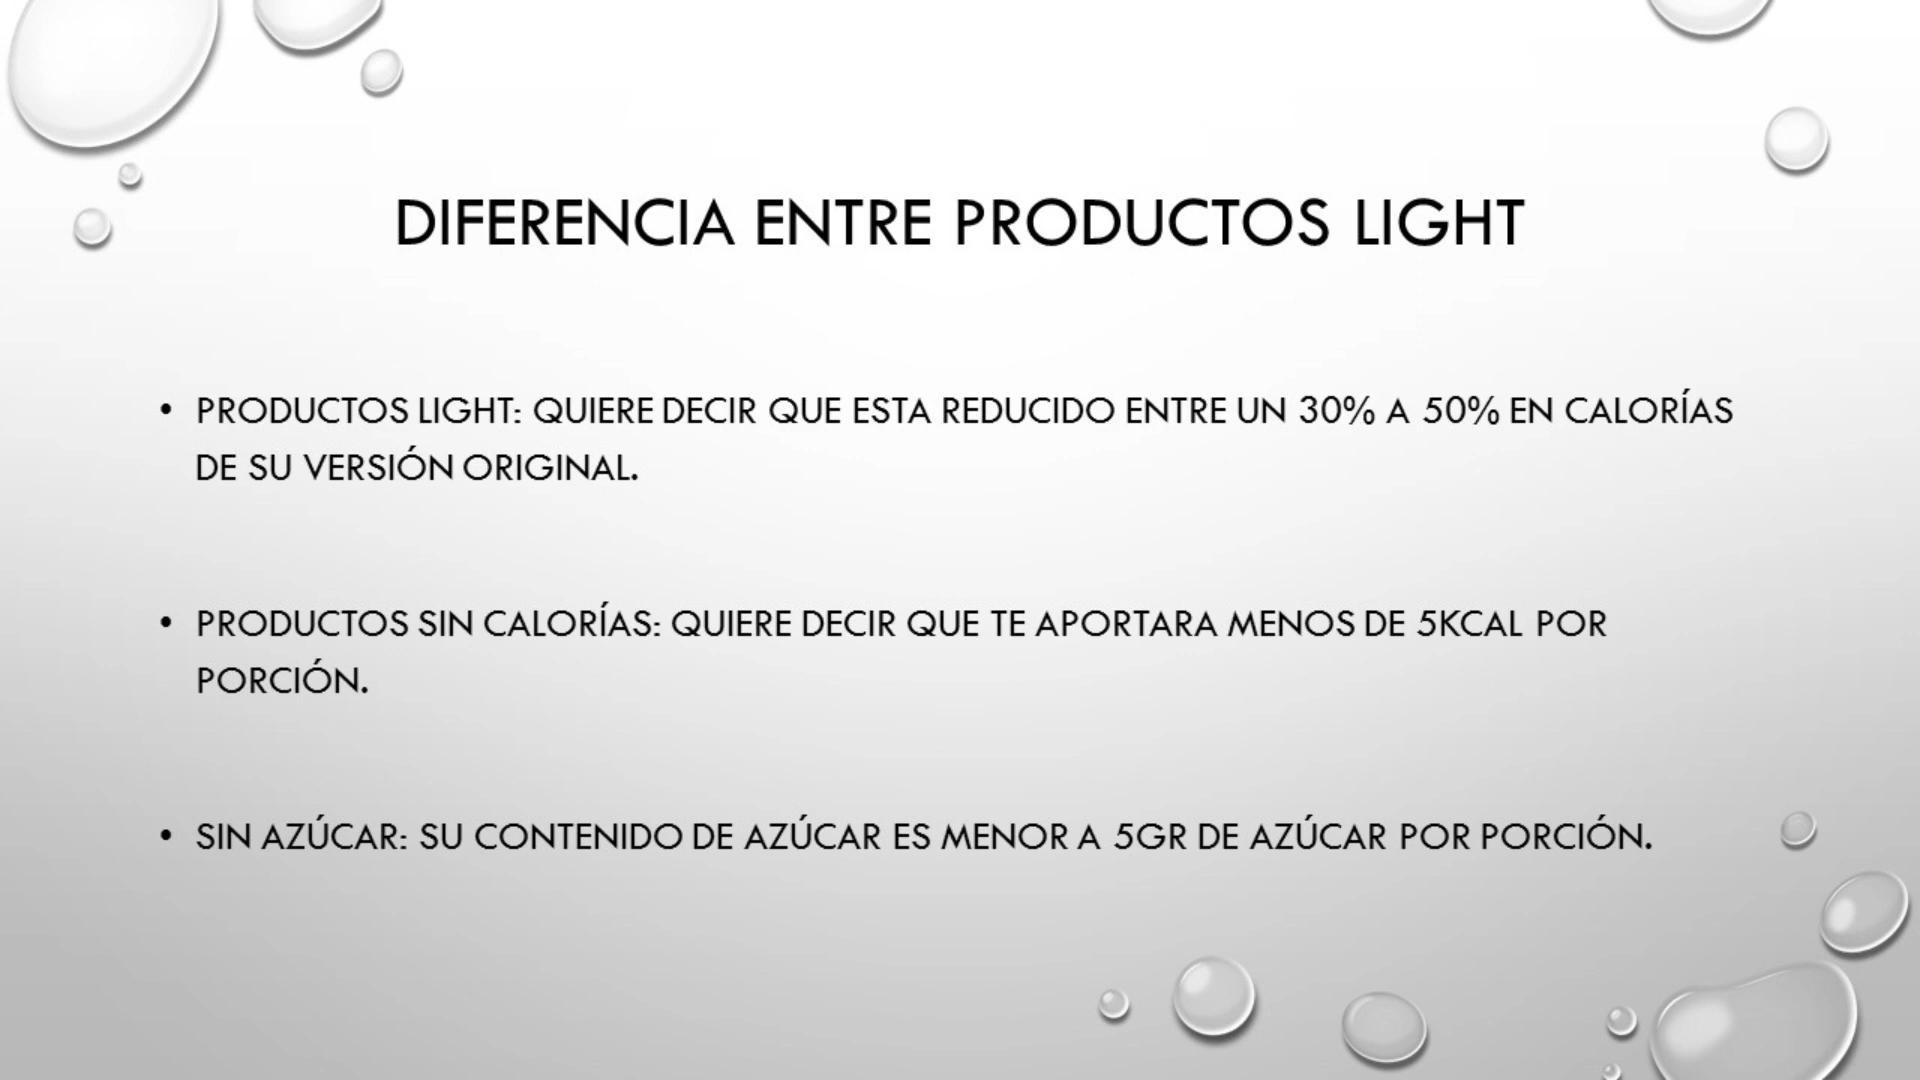 DIFERENCIA ENTRE PRODUCTOS LIGHT
• PRODUCTOS LIGHT: QUIERE DECIR QUE ESTA REDUCIDO ENTRE UN 30% A 50% EN CALORÍAS
DE SU VERSIÓN ORIGINAL.
• PRODUCTOS SIN CALORÍAS: QUIERE DECIR QUE TE APORTARA MENOS DE 5KCAL POR
PORCIÓN.
• SIN AZÚCAR: SU CONTENIDO DE AZÚCAR ES MENOR A 5GR DE AZÚCAR POR PORCIÓN.